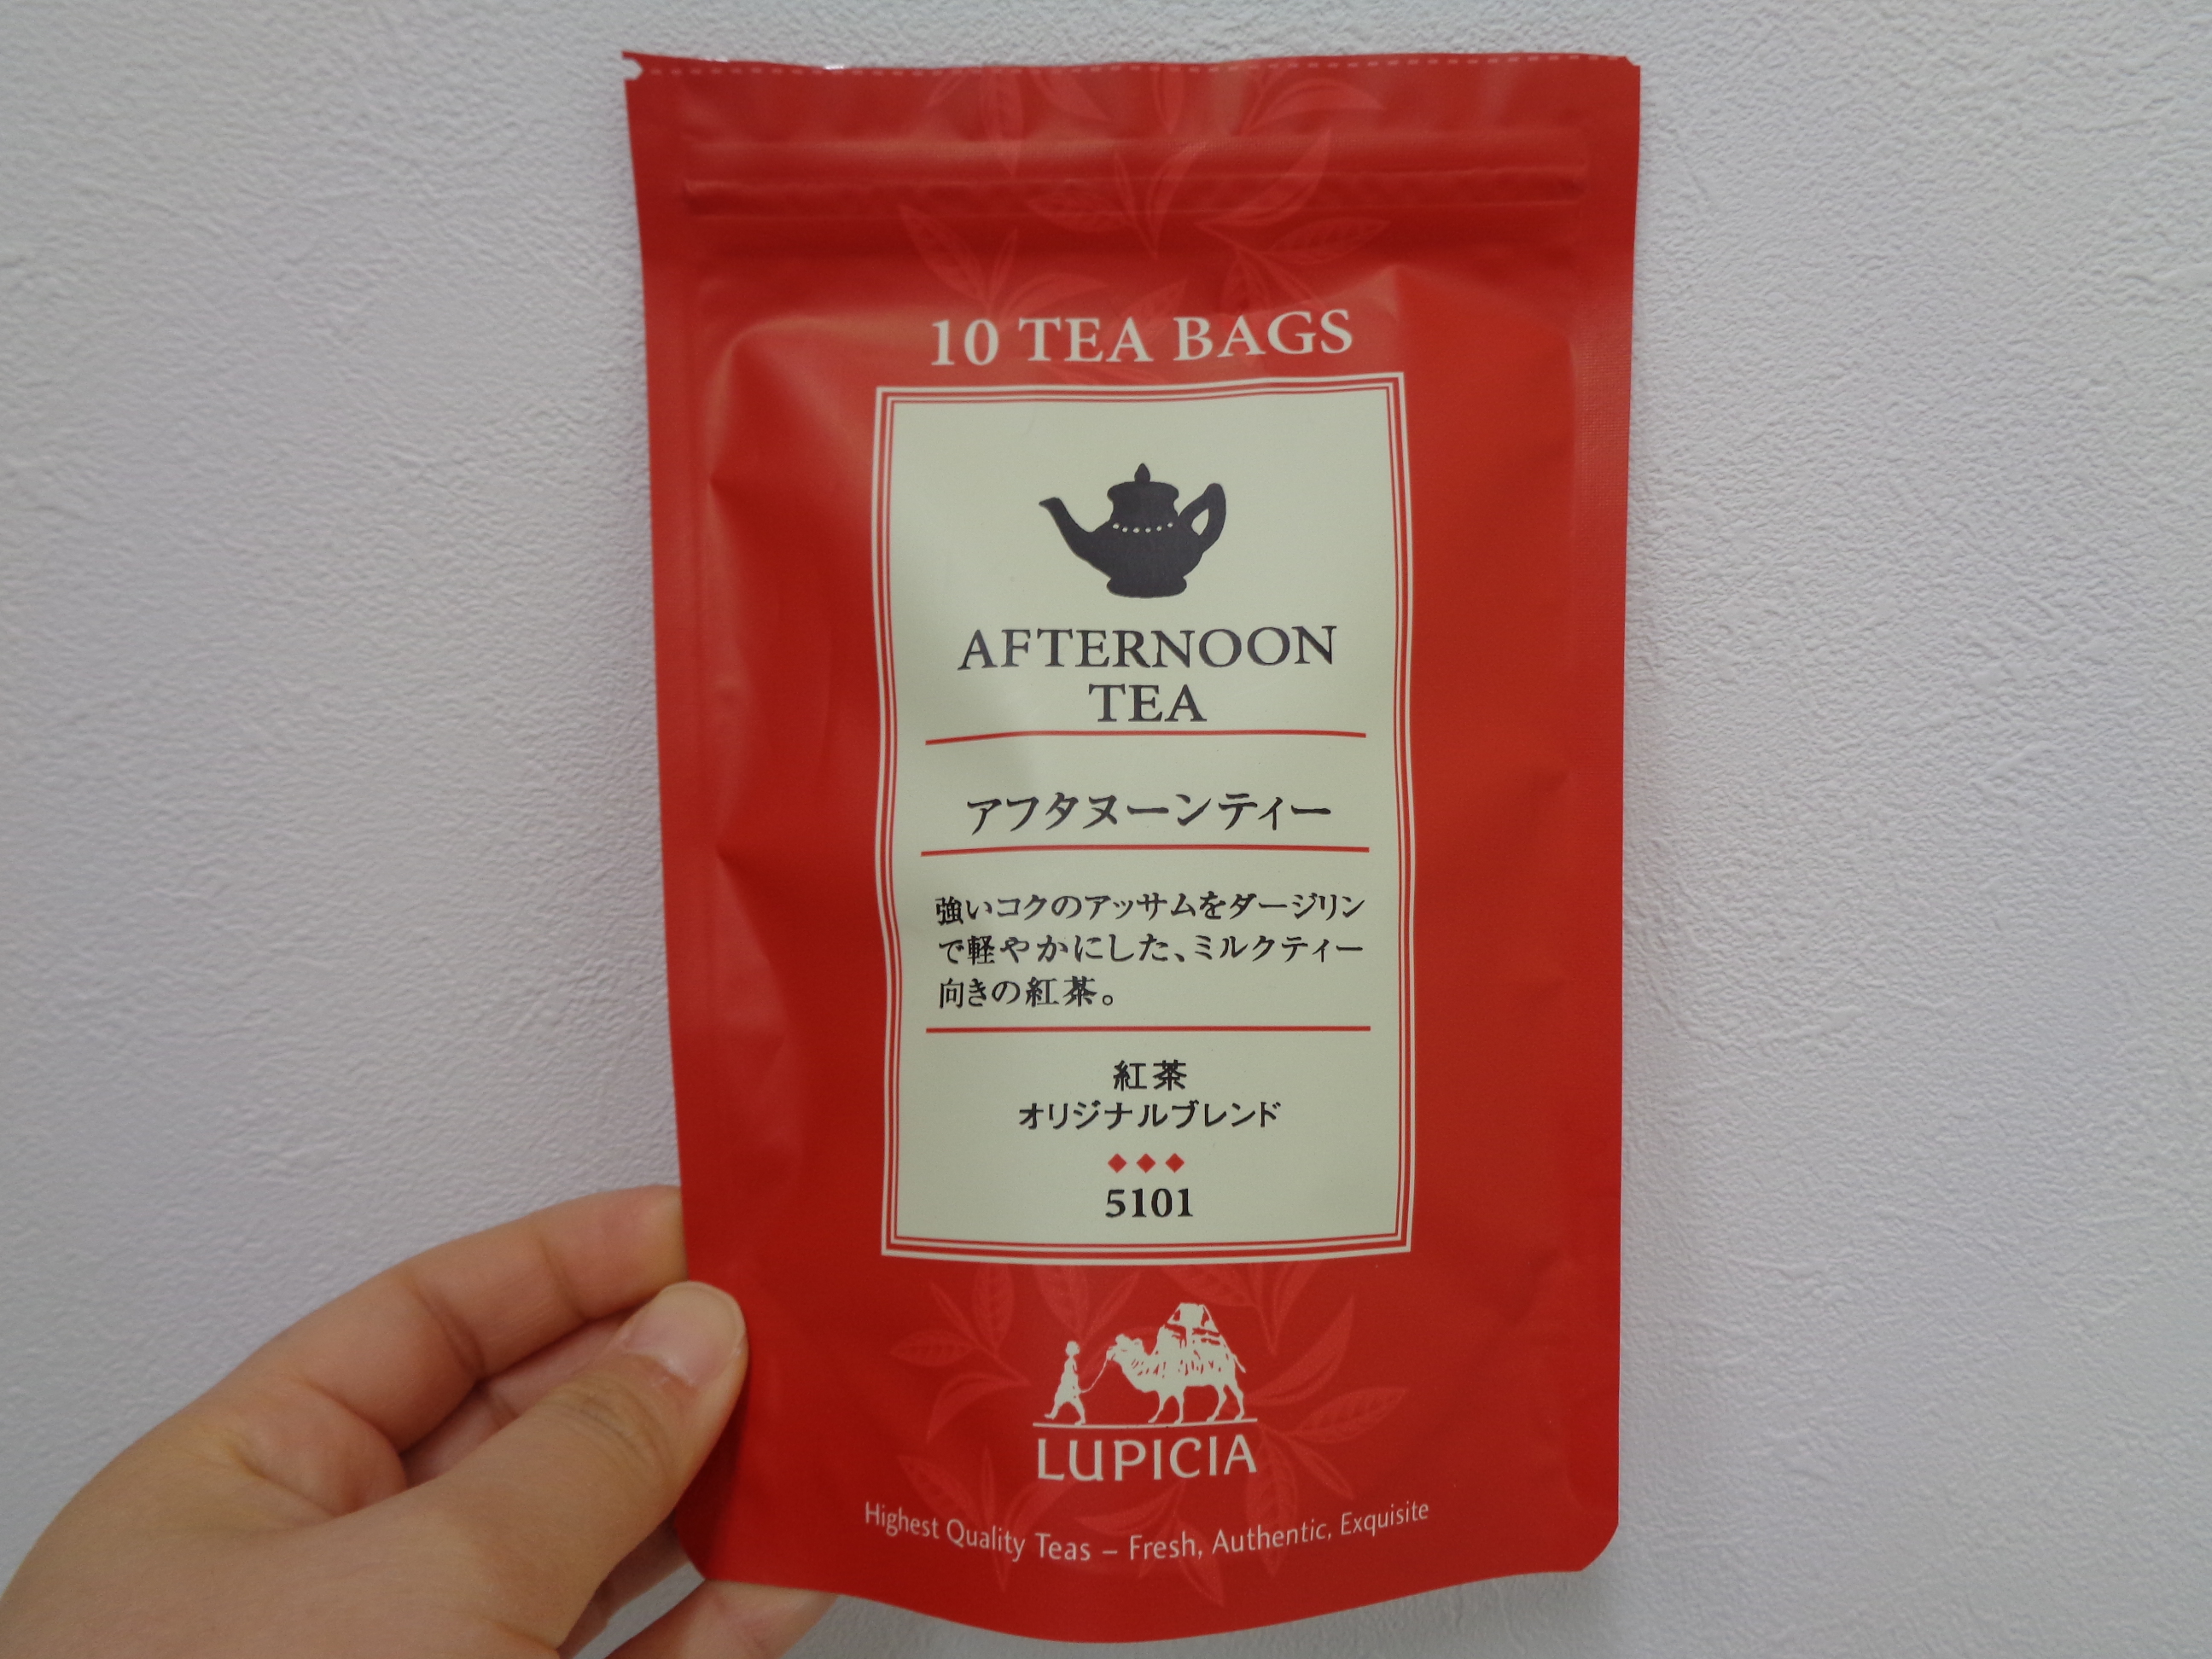 10 TEA BAGS
AFTERNOON
TEA
アフタヌーンティー
強いコクのアッサムをダージリン
で軽やかにした、ミルクティー
向きの紅茶。
紅茶
オリジナルブレンド
5101
LUPICIA
Highest Quality Teas – Fresh, Authentic, Exquisite